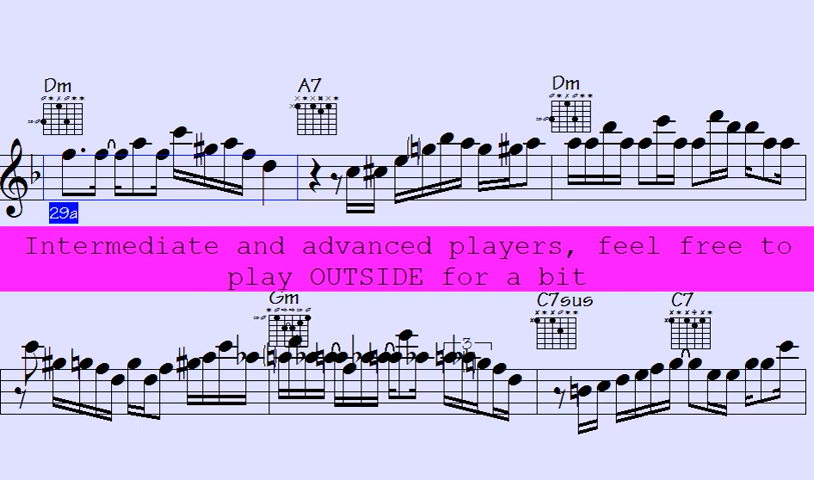 Dm A7 Dm
29a
Intermediate and advanced players, feel free to
play OUTSIDE for a bit
Gm C7sus C7
3